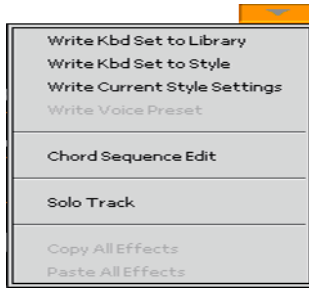 Write Kbd Set to Library
Write Kbd Set to Style
Write Current Style Settings
Write Voice Preset
Chord Sequence Edit
Solo Track
Copy All Effects
Paste All Effects